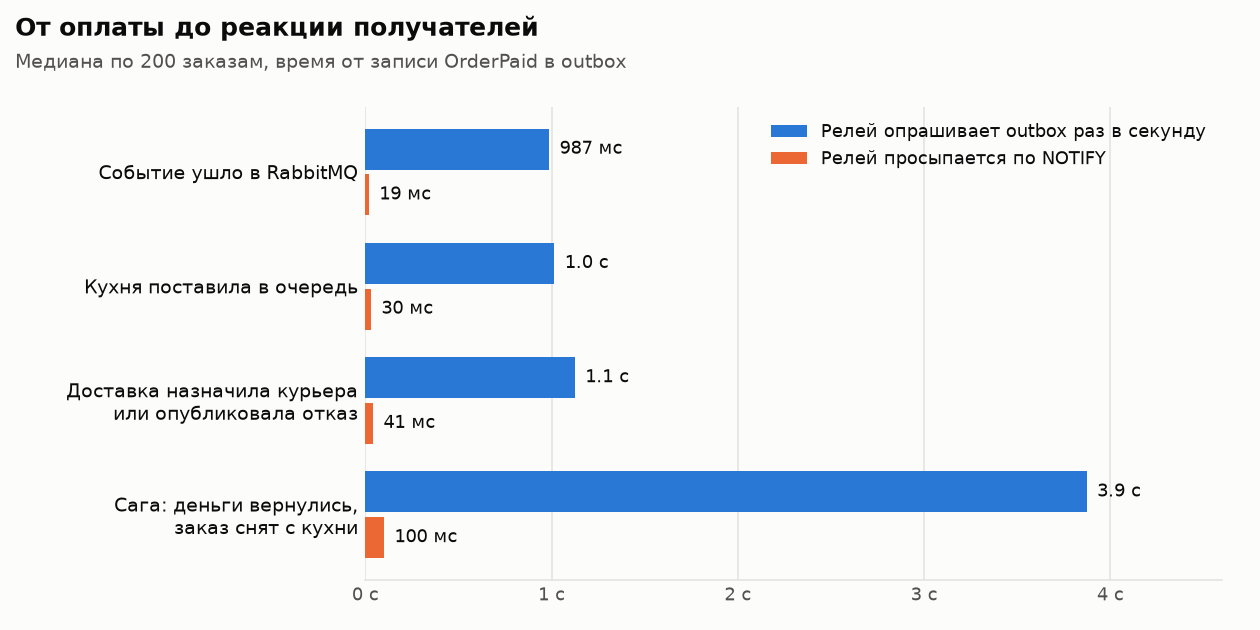 От оплаты до реакции получателей
Медиана по 200 заказам, время от записи OrderPaid в outbox
Релей опрашивает outbox раз в секунду
Релей просыпается по NOTIFY
Событие ушло в RabbitMQ
987 мс
19 мс
Кухня поставила в очередь
1.0 с
30 мс
Доставка назначила курьера
или опубликовала отказ
1.1 с
41 мс
Сага: деньги вернулись,
заказ снят с кухни
3.9 с
100 мс
0 с 1 с 2 с 3 с 4 с